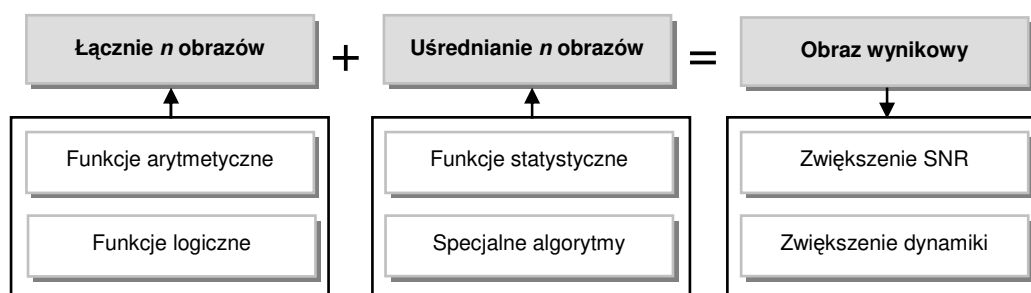 Łącznie n obrazów + Uśrednianie n obrazów = Obraz wynikowy
Funkcje arytmetyczne
Funkcje logiczne
Funkcje statystyczne
Specjalne algorytmy
Zwiększenie SNR
Zwiększenie dynamiki